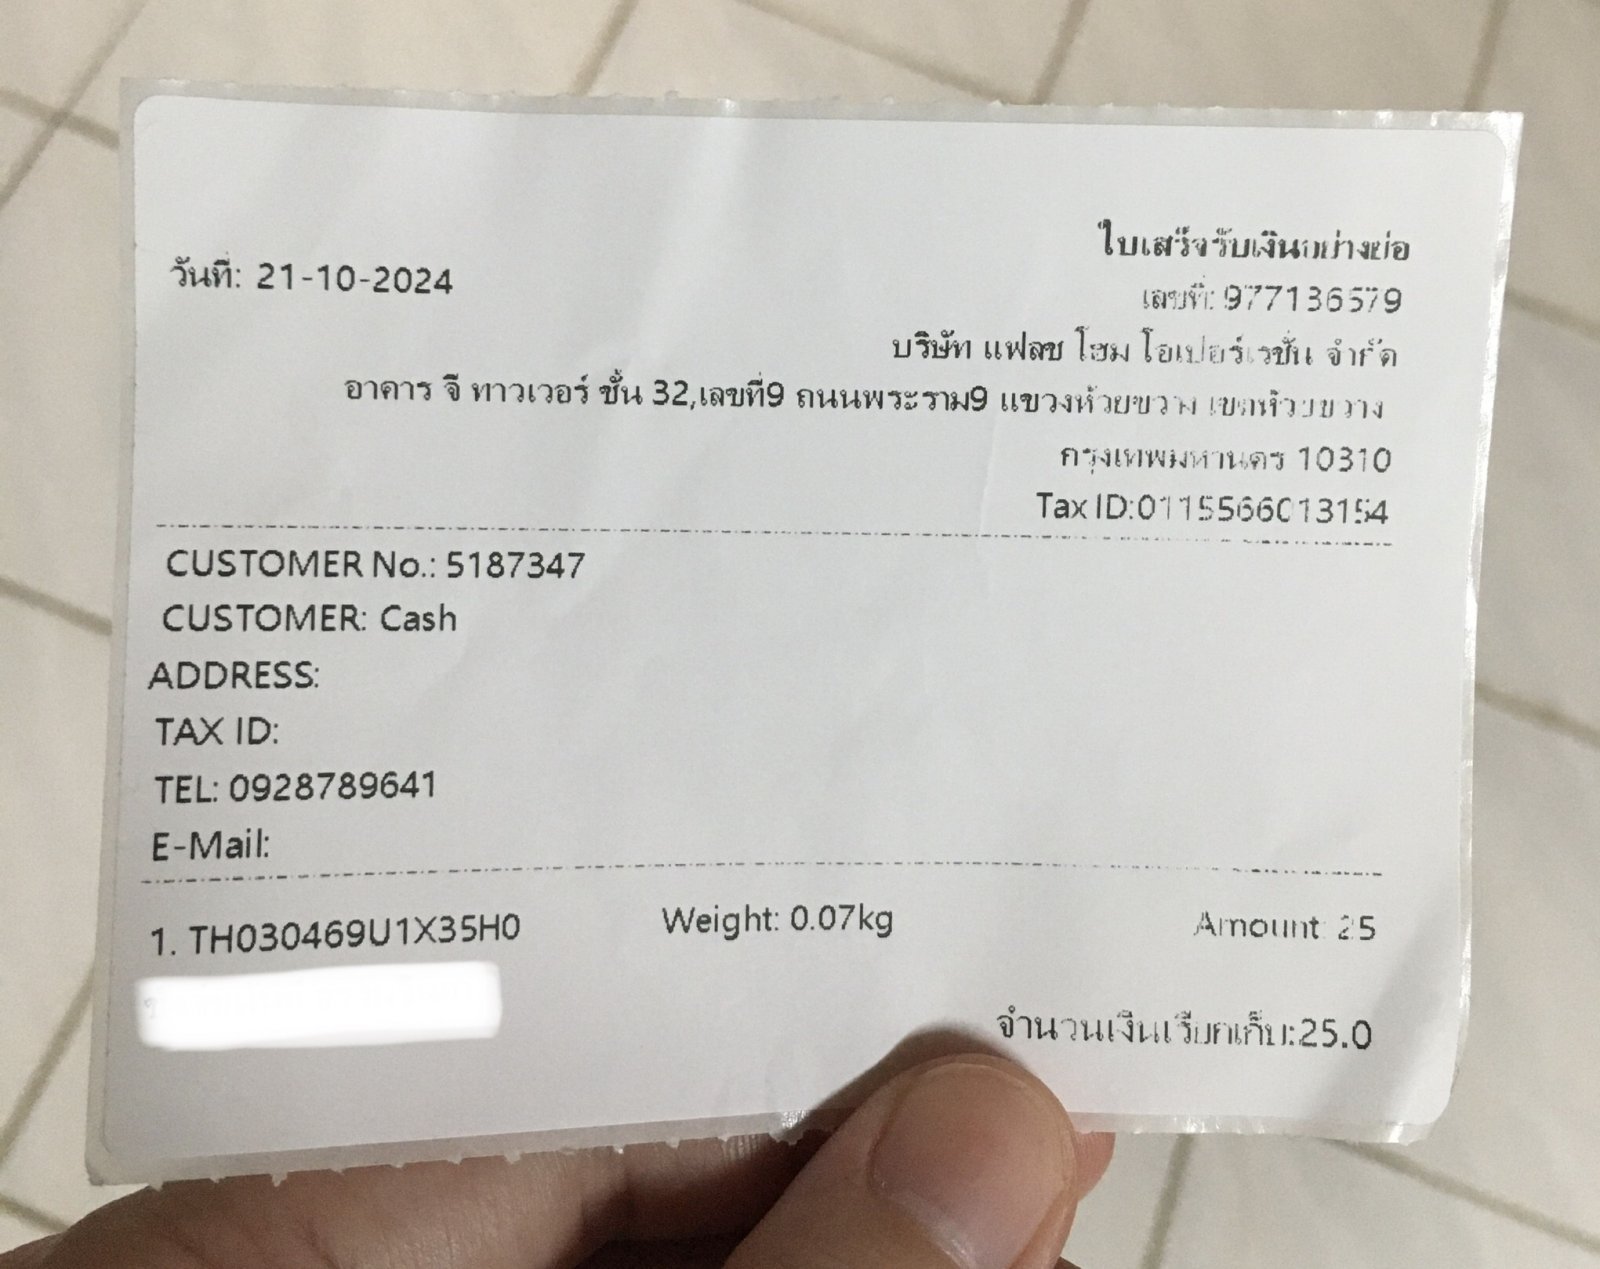 ใบเสร็จรับเงินอย่างย่อ
วันที่: 21-10-2024
เลขที่: 977136579
บริษัท แฟลช โฮม โอเปอร์เรชั่น จำกัด
อาคาร จี ทาวเวอร์ ชั้น 32,เลขที่9 ถนนพระราม9 แขวงห้วยขวาง เขตห้วยขวาง
กรุงเทพมหานคร 10310
Tax ID:0115566013154
CUSTOMER No.: 5187347
CUSTOMER: Cash
ADDRESS:
TAX ID:
TEL: 0928789641
E-Mail:
1. TH030469U1X35H0 Weight: 0.07kg Amount: 25
จำนวนเงินเรียกเก็บ:25.0